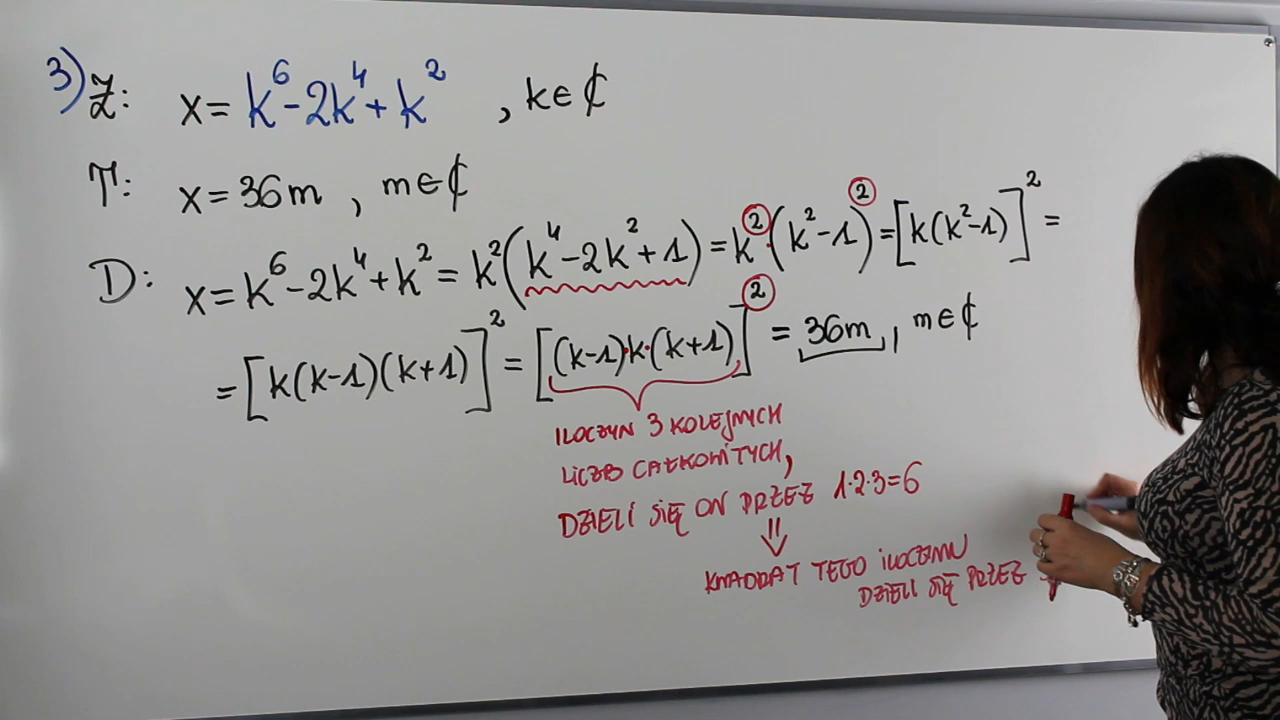 3) Z: x = k⁶ - 2k⁴ + k² , k ∈ ℂ
T: x = 36m , m ∈ ℂ
D: x = k⁶ - 2k⁴ + k² = k²(k⁴ - 2k² + 1) = k²·(k² - 1)² = [k(k² - 1)]² =
= [k(k-1)(k+1)]² = [(k-1)·k·(k+1)]² = 36m , m ∈ ℂ
ILOCZYN 3 KOLEJNYCH
LICZB CAŁKOWITYCH,
DZIELI SIĘ ON PRZEZ 1·2·3=6
⇓
KWADRAT TEGO ILOCZYNU
DZIELI SIĘ PRZEZ